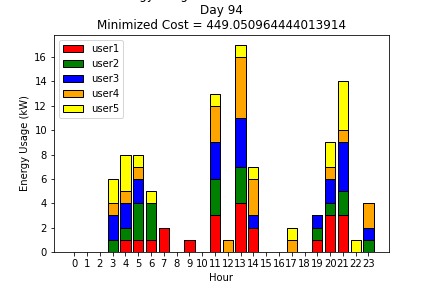 Day 94
Minimized Cost = 449.050964444013914
user1
user2
user3
user4
user5
Energy Usage (kW)
16
14
12
10
8
6
4
2
0
0 1 2 3 4 5 6 7 8 9 10 11 12 13 14 15 16 17 18 19 20 21 22 23
Hour